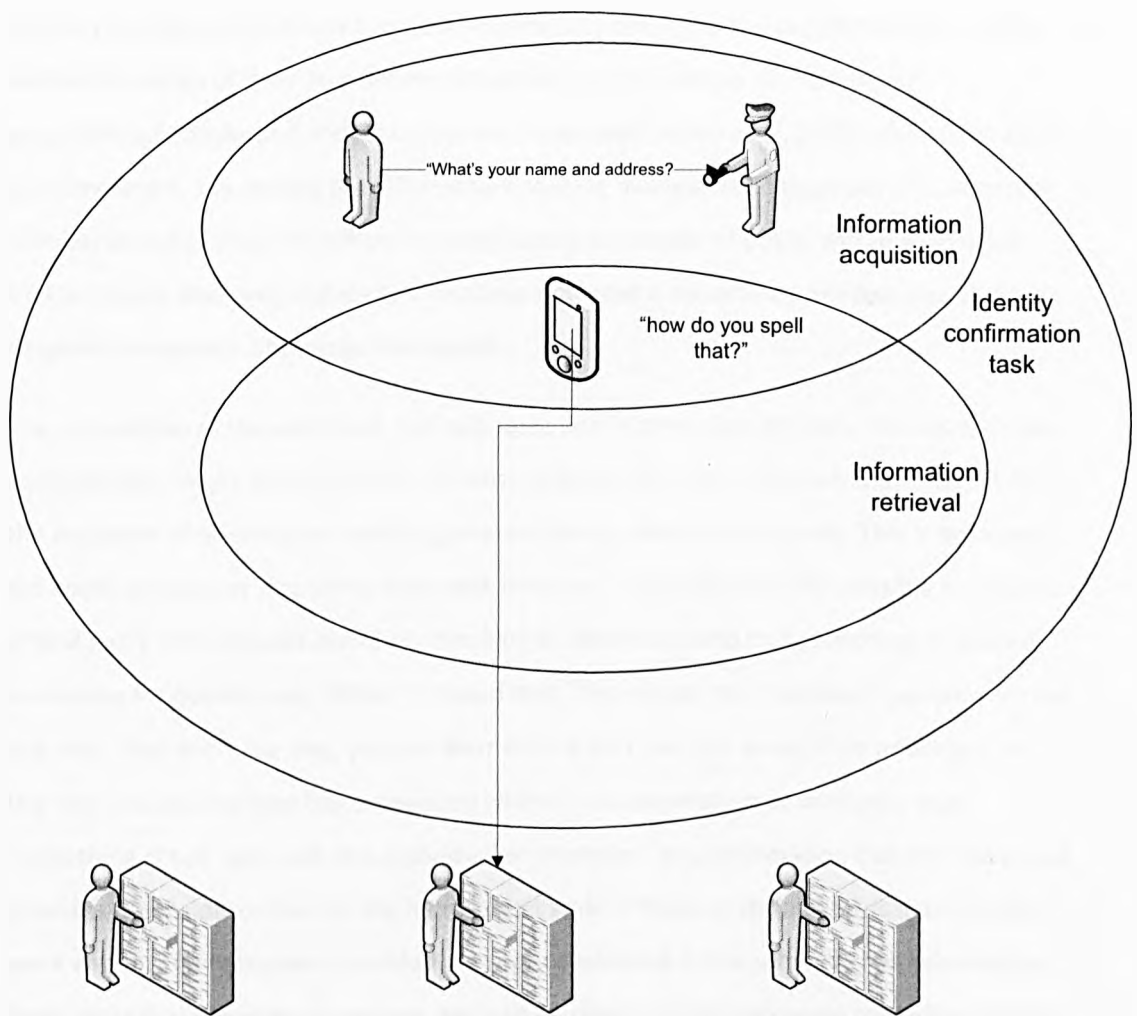 "What's your name and address?
Information
acquisition
Identity
confirmation
task
"how do you spell
that?"
Information
retrieval